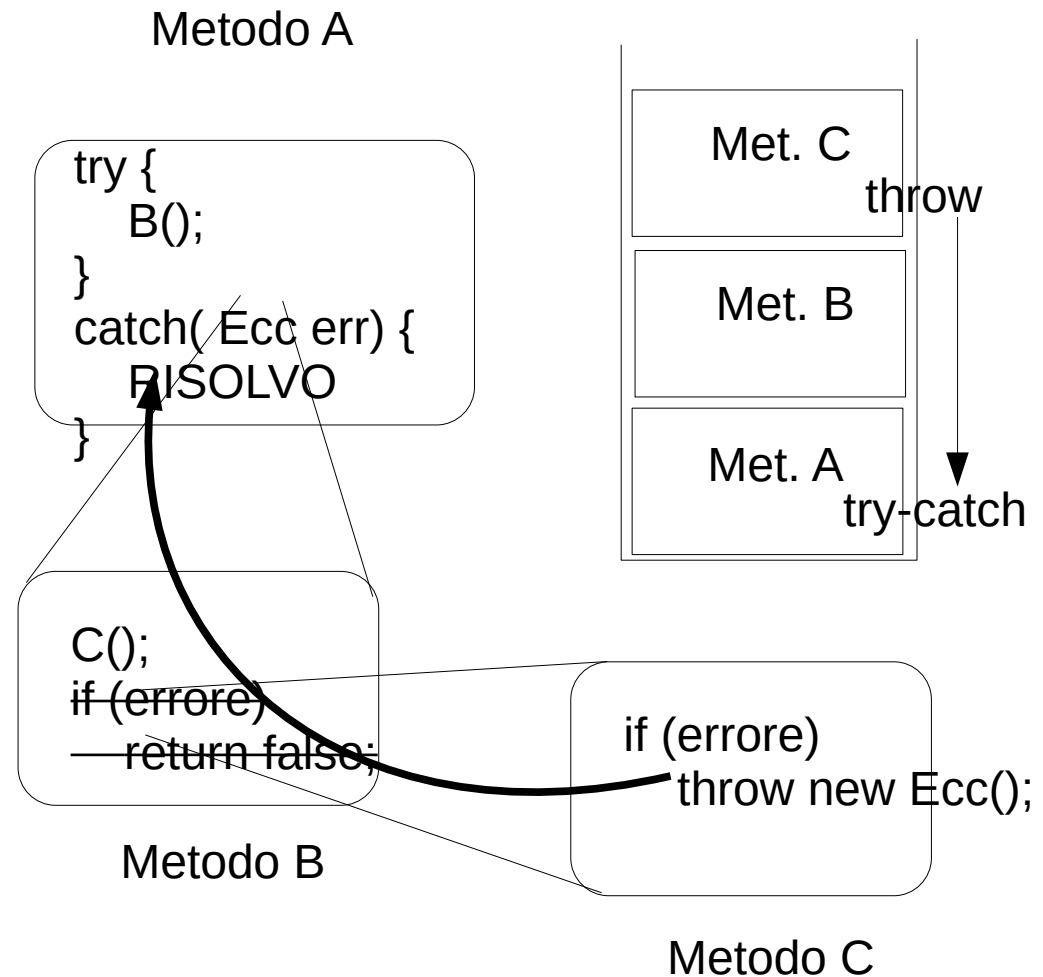 Metodo A
try {
B();
}
catch( Ecc err) {
RISOLVO
}
Met. C
throw
Met. B
Met. A
try-catch
C();
if (errore)
return false;
Metodo B
if (errore)
throw new Ecc();
Metodo C